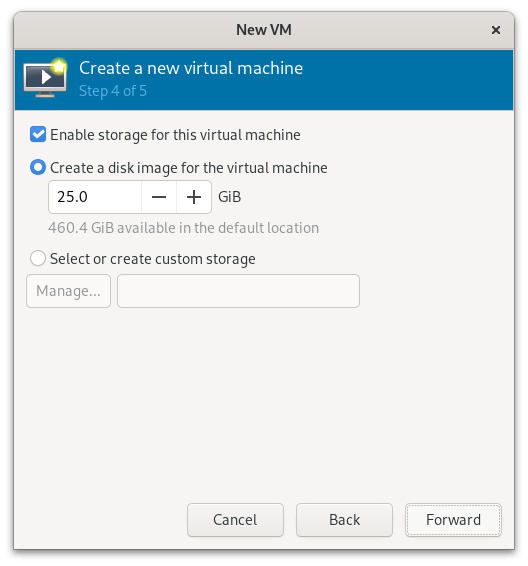 New VM
Create a new virtual machine
Step 4 of 5
Enable storage for this virtual machine
Create a disk image for the virtual machine
25.0 GiB
460.4 GiB available in the default location
Select or create custom storage
Manage...
Cancel Back Forward